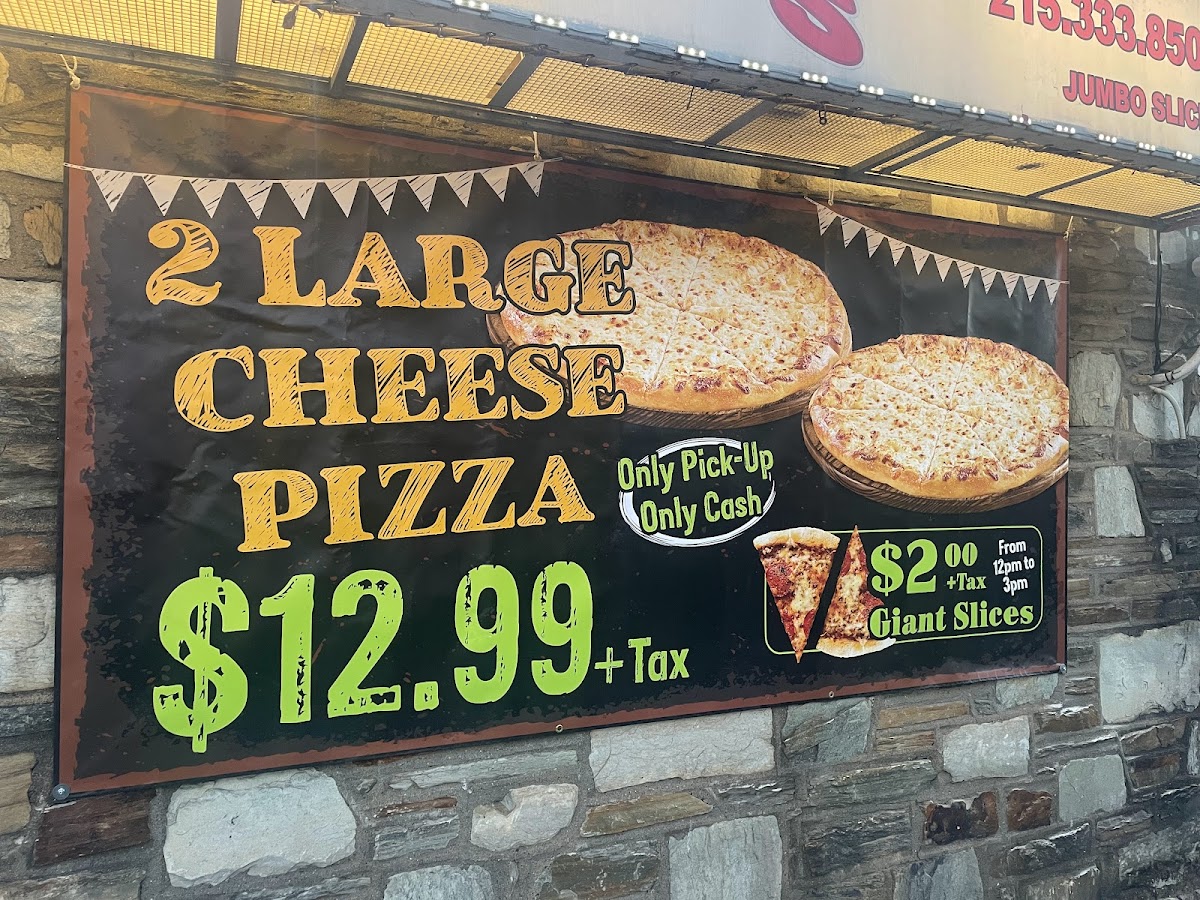 215.333.850
JUMBO
2 LARGE
CHEESE
PIZZA
$12.99 + Tax
Only Pick-Up
Only Cash
$2 00
+Tax
From
12pm to
3pm
Giant Slices